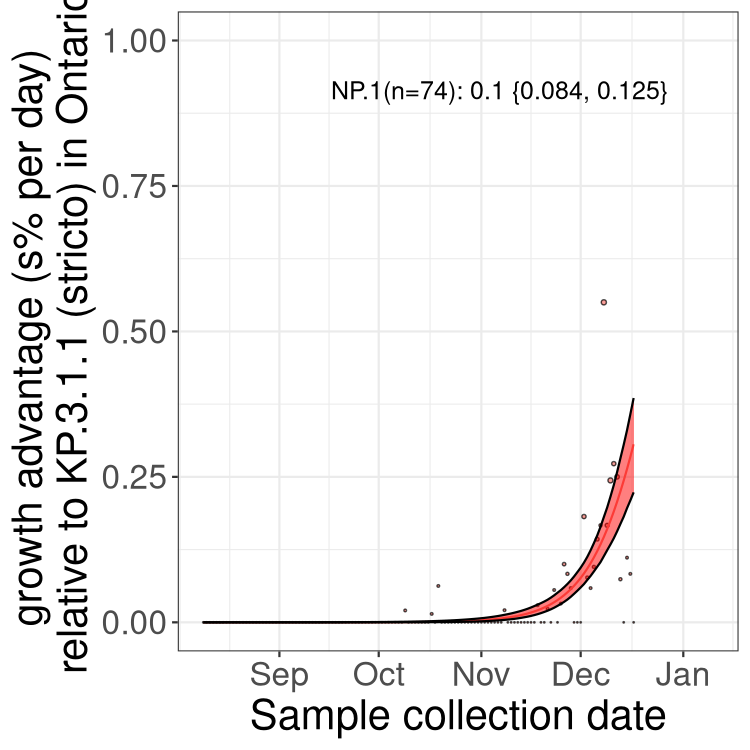 growth advantage (s% per day)
relative to KP.3.1.1 (stricto) in Ontario
1.00
0.75
0.50
0.25
0.00
NP.1(n=74): 0.1 {0.084, 0.125}
Sep Oct Nov Dec Jan
Sample collection date